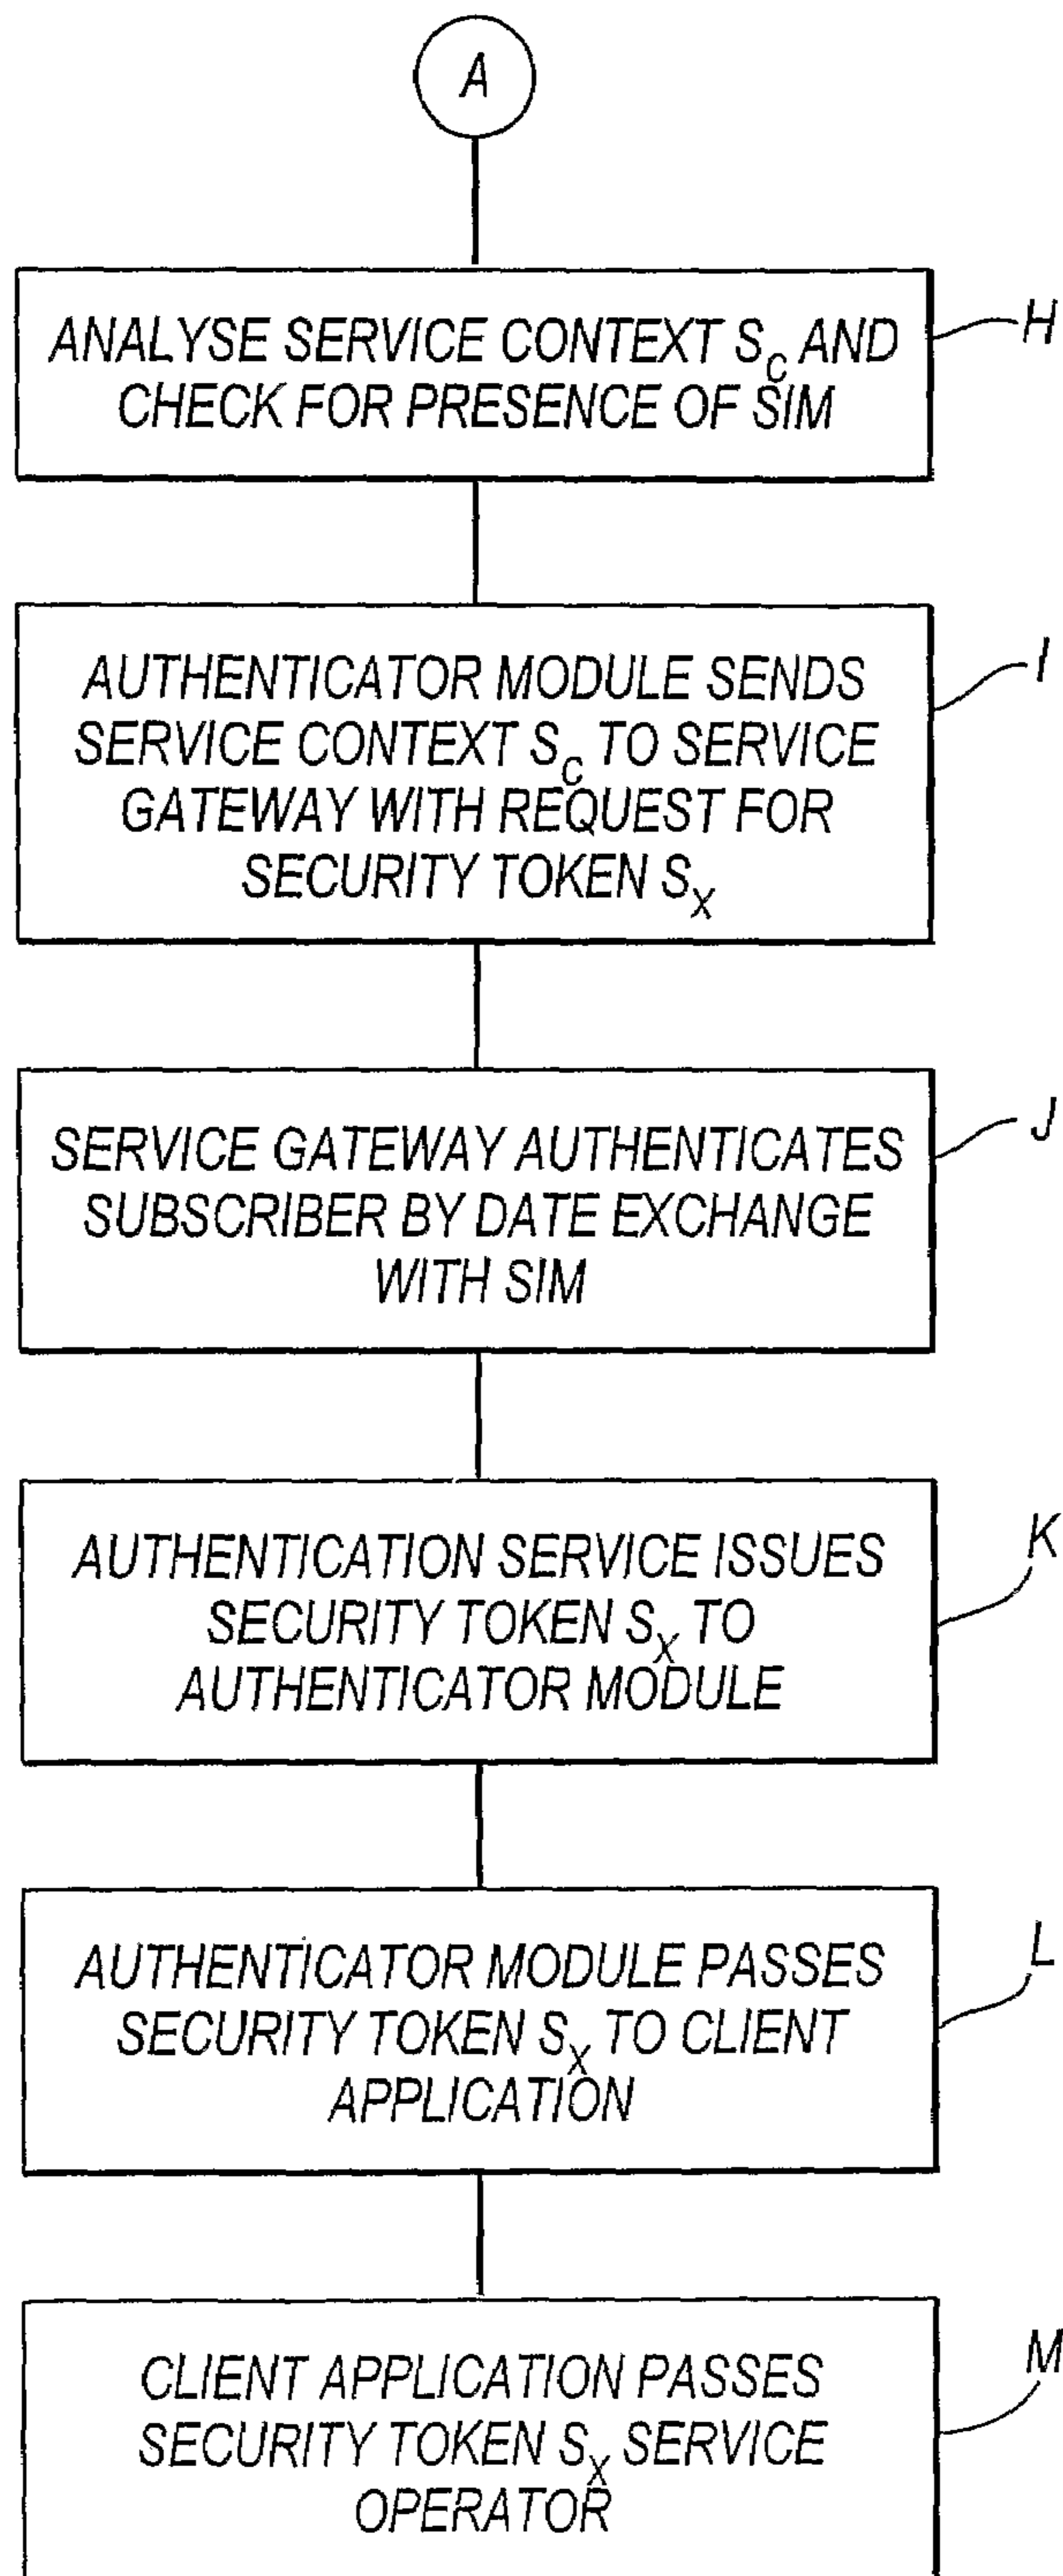 A
ANALYSE SERVICE CONTEXT Sc AND
CHECK FOR PRESENCE OF SIM
H
AUTHENTICATOR MODULE SENDS
SERVICE CONTEXT Sc TO SERVICE
GATEWAY WITH REQUEST FOR
SECURITY TOKEN Sx
I
SERVICE GATEWAY AUTHENTICATES
SUBSCRIBER BY DATE EXCHANGE
WITH SIM
J
AUTHENTICATION SERVICE ISSUES
SECURITY TOKEN Sx TO
AUTHENTICATOR MODULE
K
AUTHENTICATOR MODULE PASSES
SECURITY TOKEN Sx TO CLIENT
APPLICATION
L
CLIENT APPLICATION PASSES
SECURITY TOKEN Sx SERVICE
OPERATOR
M